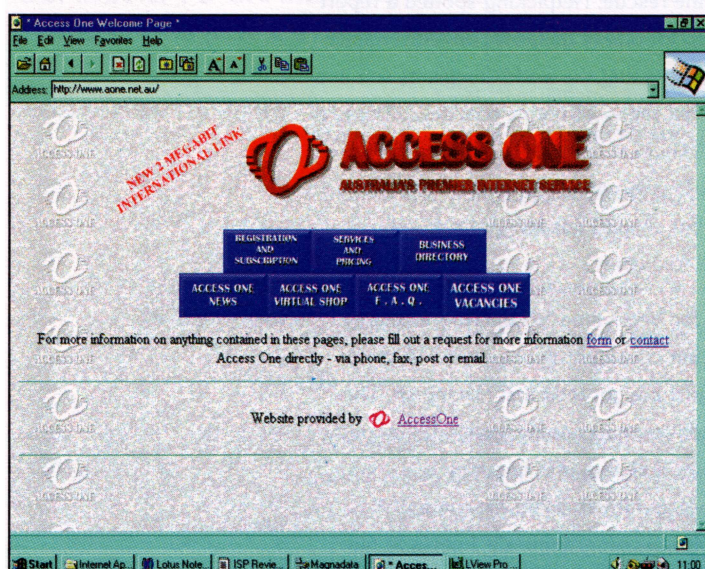 * Access One Welcome Page *
File Edit View Favorites Help
Address: http://www.aone.net.au/
NEW 2 MEGABIT
INTERNATIONAL LINK
ACCESS ONE
AUSTRALIA'S PREMIER INTERNET SERVICE
REGISTRATION
AND
SUBSCRIPTION
SERVICES
AND
PRICING
BUSINESS
DIRECTORY
ACCESS ONE
NEWS
ACCESS ONE
VIRTUAL SHOP
ACCESS ONE
F.A.Q.
ACCESS ONE
VACANCIES
For more information on anything contained in these pages, please fill out a request for more information form or contact
Access One directly - via phone, fax, post or email
Website provided by AccessOne
Start Internet Ap... Lotus Note... ISP Revie... Magnadata * Acces... LView Pro ... 11:00